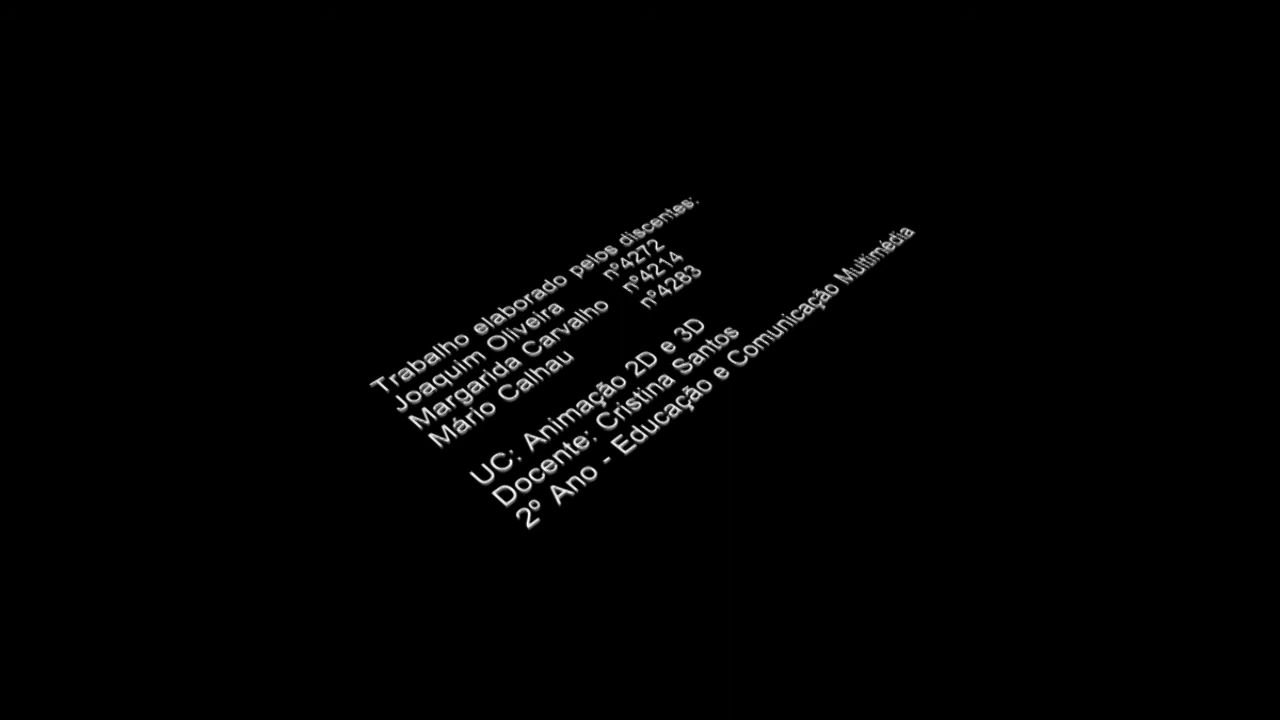 Trabalho elaborado pelos discentes:
Joaquim Oliveira nº4272
Margarida Carvalho nº4214
Mário Calhau nº4283
UC: Animação 2D e 3D
Docente: Cristina Santos
2º Ano - Educação e Comunicação Multimédia